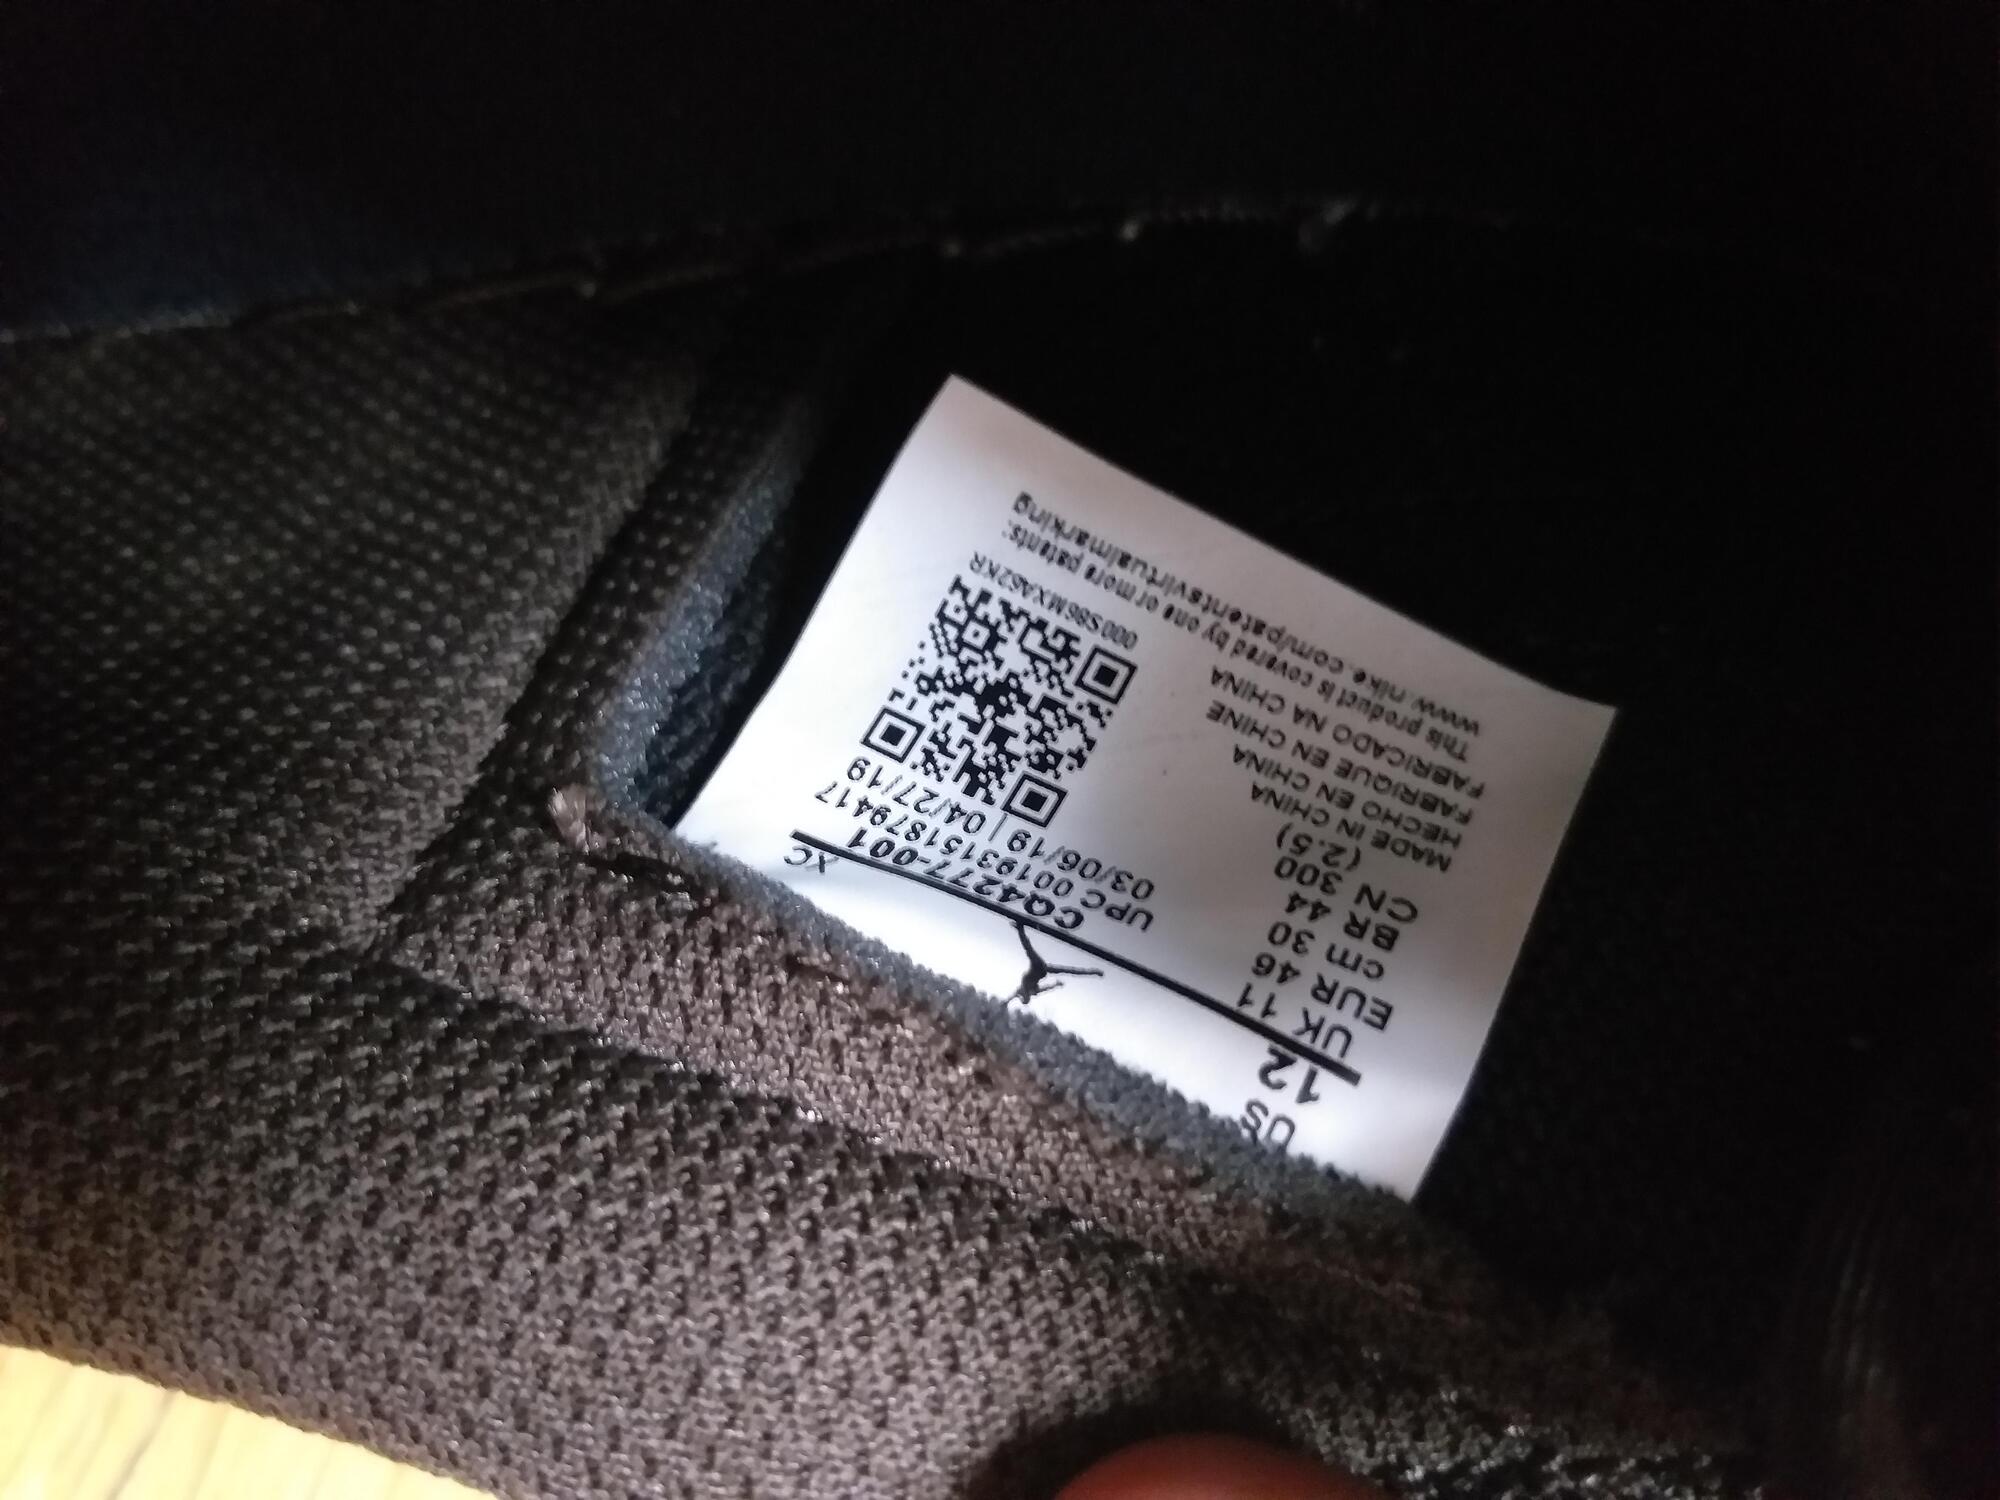 US
12
UK 11
EUR 46
cm 30
BR 44
CN 300
(2.5)
MADE IN CHINA
HECHO EN CHINA
FABRIQUE EN CHINE
FABRICADO NA CHINA
This product is covered by one or more patents:
www.nike.com/patentsvirtualmarking
XC
CQ4277-001
UPC 00193151879417
03/06/19 | 04/27/19
000S86MXA62KR